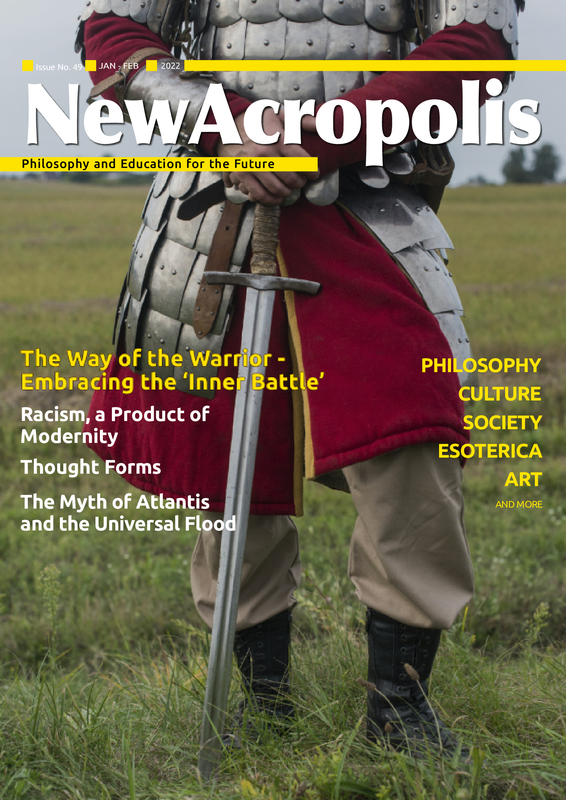 Issue No. 49 JAN - FEB 2022
NewAcropolis
Philosophy and Education for the Future
The Way of the Warrior -
Embracing the ‘Inner Battle’
Racism, a Product of
Modernity
Thought Forms
The Myth of Atlantis
and the Universal Flood
PHILOSOPHY
CULTURE
SOCIETY
ESOTERICA
ART
AND MORE